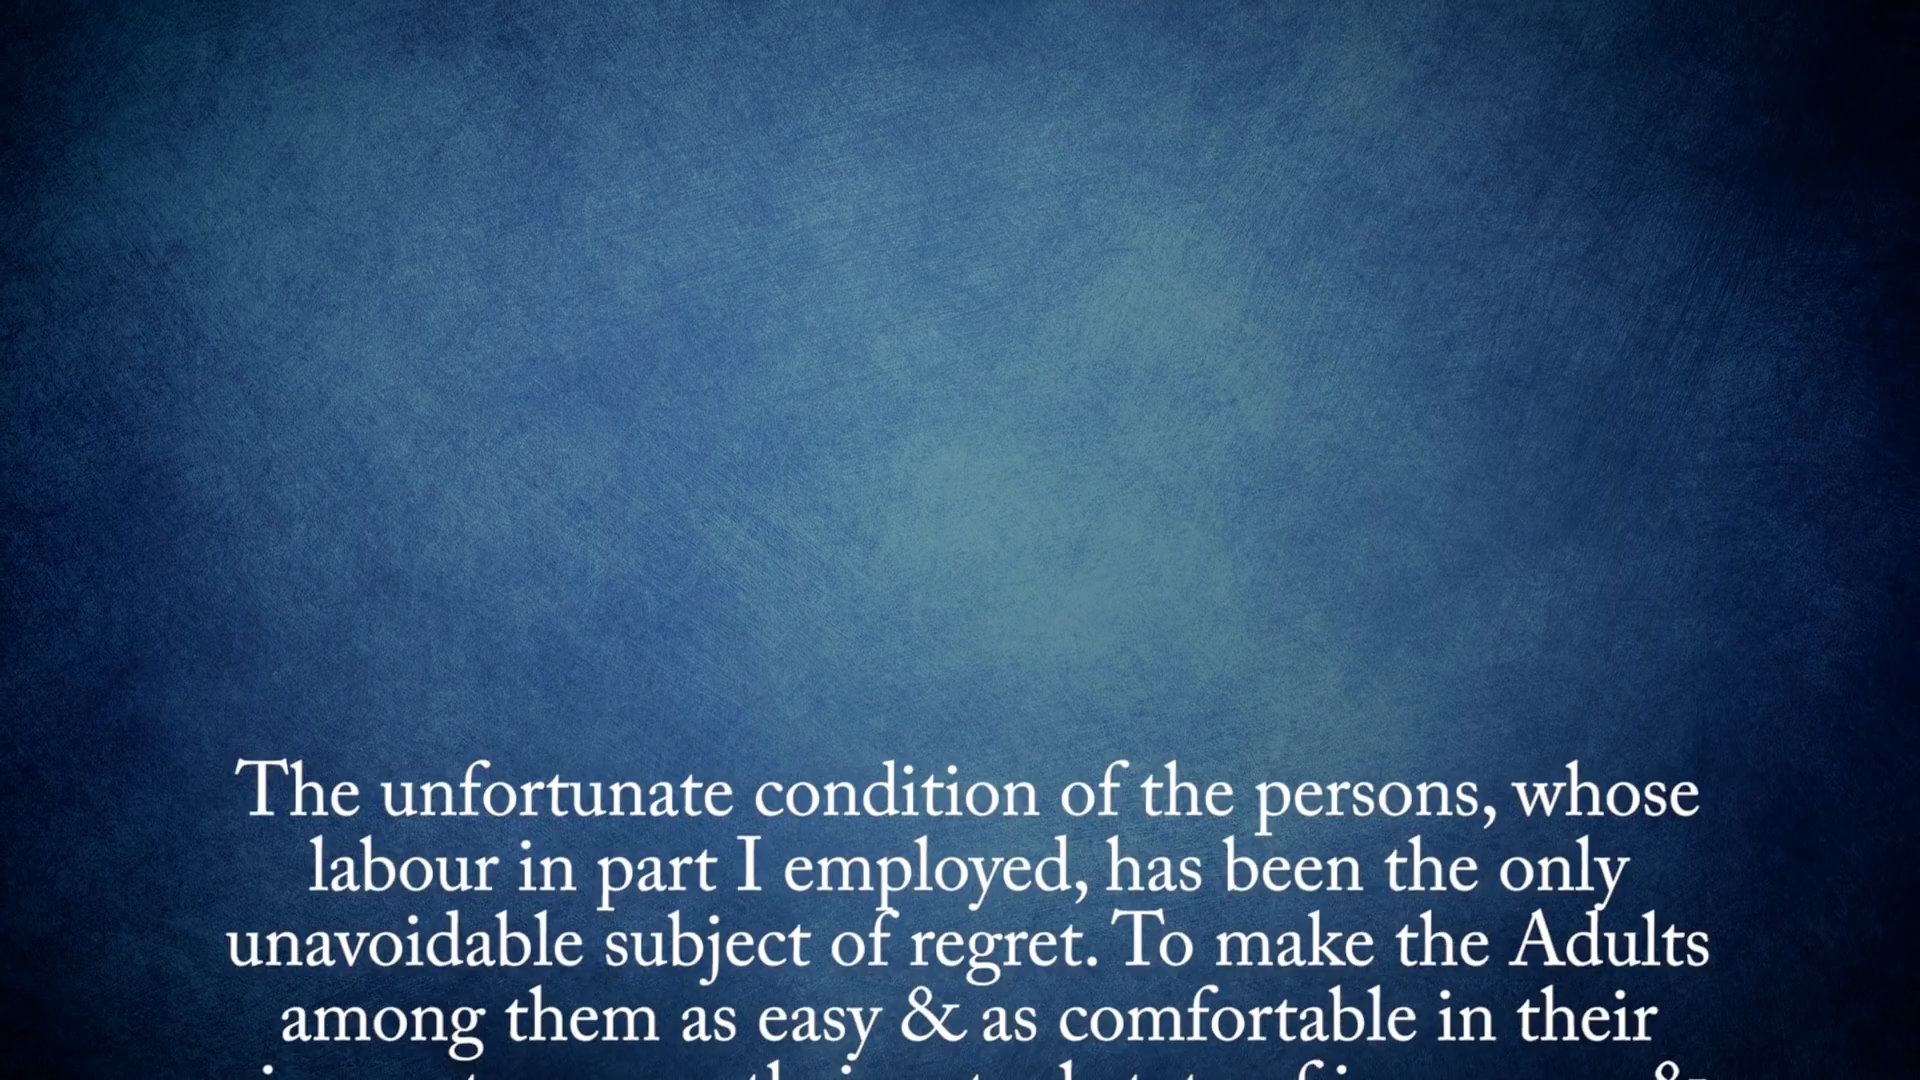 The unfortunate condition of the persons, whose
labour in part I employed, has been the only
unavoidable subject of regret. To make the Adults
among them as easy & as comfortable in their